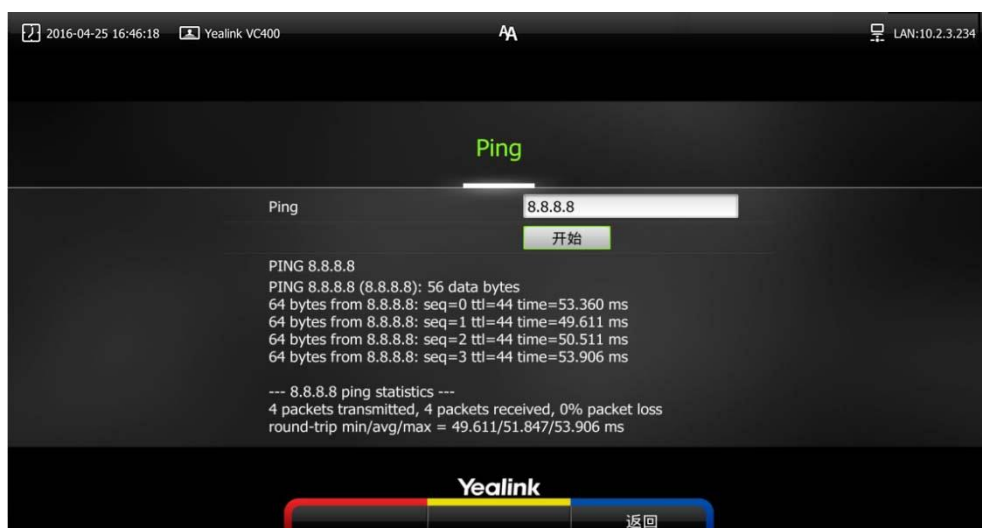 2016-04-25 16:46:18 Yealink VC400 AA LAN:10.2.3.234
Ping
Ping 8.8.8.8
开始
PING 8.8.8.8
PING 8.8.8.8 (8.8.8.8): 56 data bytes
64 bytes from 8.8.8.8: seq=0 ttl=44 time=53.360 ms
64 bytes from 8.8.8.8: seq=1 ttl=44 time=49.611 ms
64 bytes from 8.8.8.8: seq=2 ttl=44 time=50.511 ms
64 bytes from 8.8.8.8: seq=3 ttl=44 time=53.906 ms
--- 8.8.8.8 ping statistics ---
4 packets transmitted, 4 packets received, 0% packet loss
round-trip min/avg/max = 49.611/51.847/53.906 ms
Yealink
返回